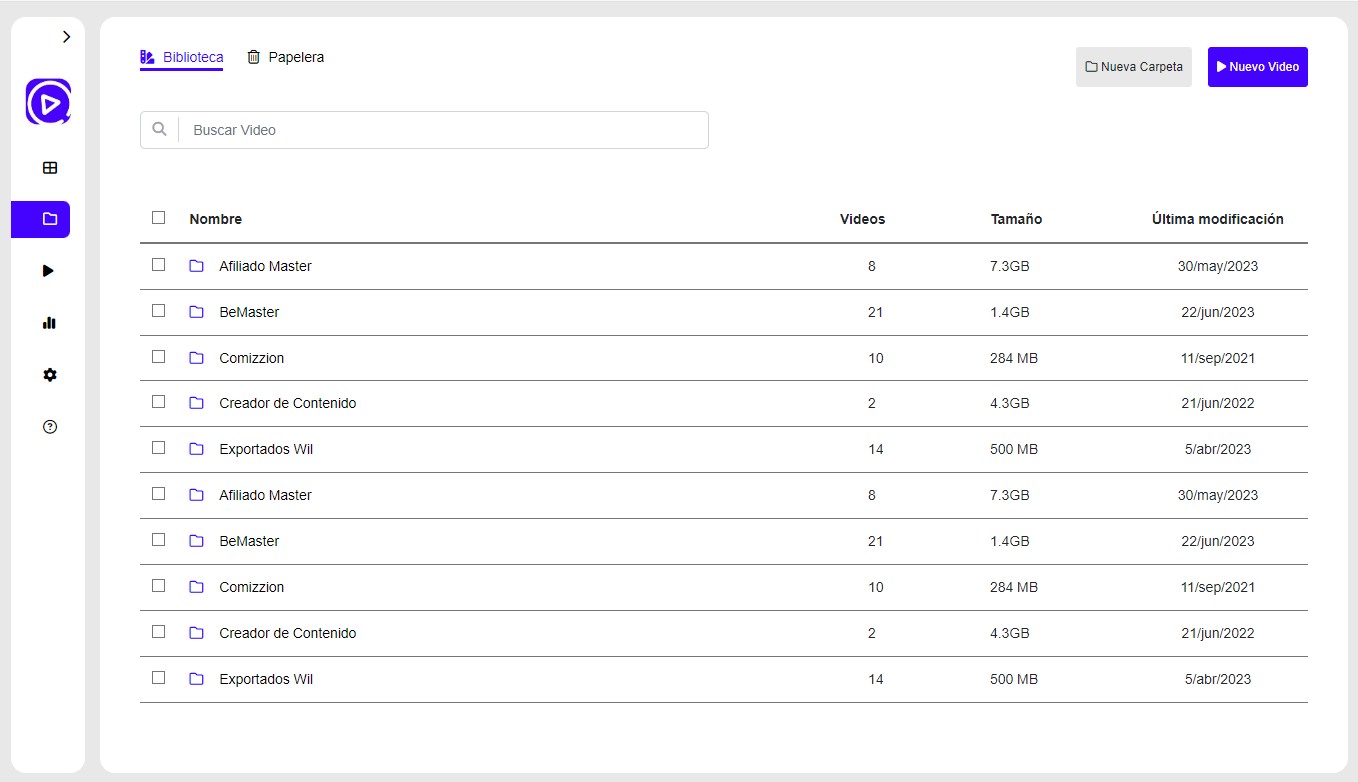 Biblioteca Papelera
Nueva Carpeta Nuevo Video
Buscar Video
Nombre Videos Tamaño Última modificación
Afiliado Master 8 7.3GB 30/may/2023
BeMaster 21 1.4GB 22/jun/2023
Comizzion 10 284 MB 11/sep/2021
Creador de Contenido 2 4.3GB 21/jun/2022
Exportados Wil 14 500 MB 5/abr/2023
Afiliado Master 8 7.3GB 30/may/2023
BeMaster 21 1.4GB 22/jun/2023
Comizzion 10 284 MB 11/sep/2021
Creador de Contenido 2 4.3GB 21/jun/2022
Exportados Wil 14 500 MB 5/abr/2023